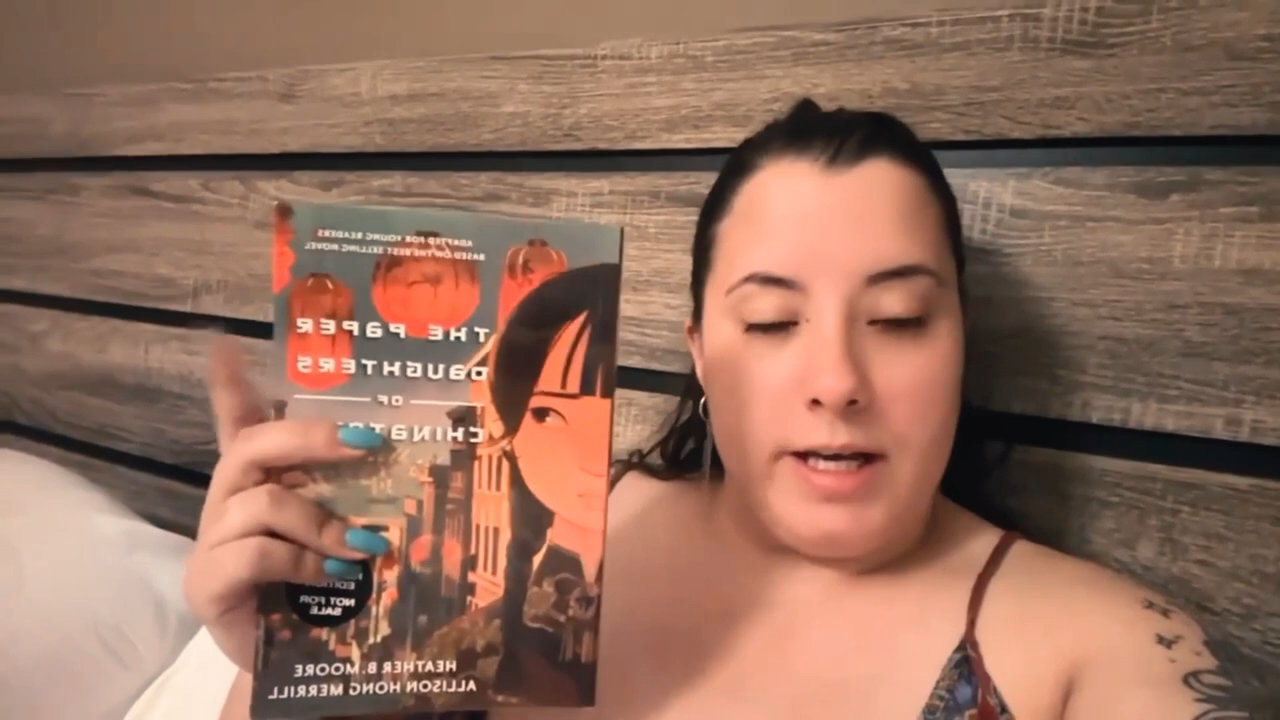 ADAPTED FOR YOUNG READERS
BASED ON THE BEST SELLING NOVEL
THE PAPER
DAUGHTERS
OF
EDITION
NOT FOR
SALE
HEATHER B. MOORE
ALLISON HONG MERRILL